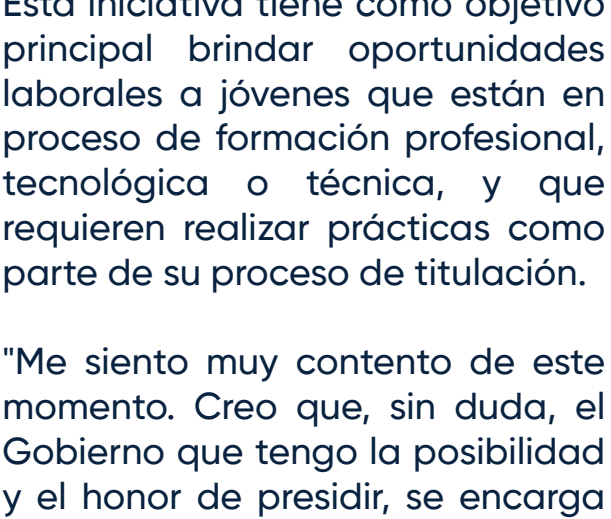 Esta iniciativa tiene como objetivo
principal brindar oportunidades
laborales a jóvenes que están en
proceso de formación profesional,
tecnológica o técnica, y que
requieren realizar prácticas como
parte de su proceso de titulación.
"Me siento muy contento de este
momento. Creo que, sin duda, el
Gobierno que tengo la posibilidad
y el honor de presidir, se encarga